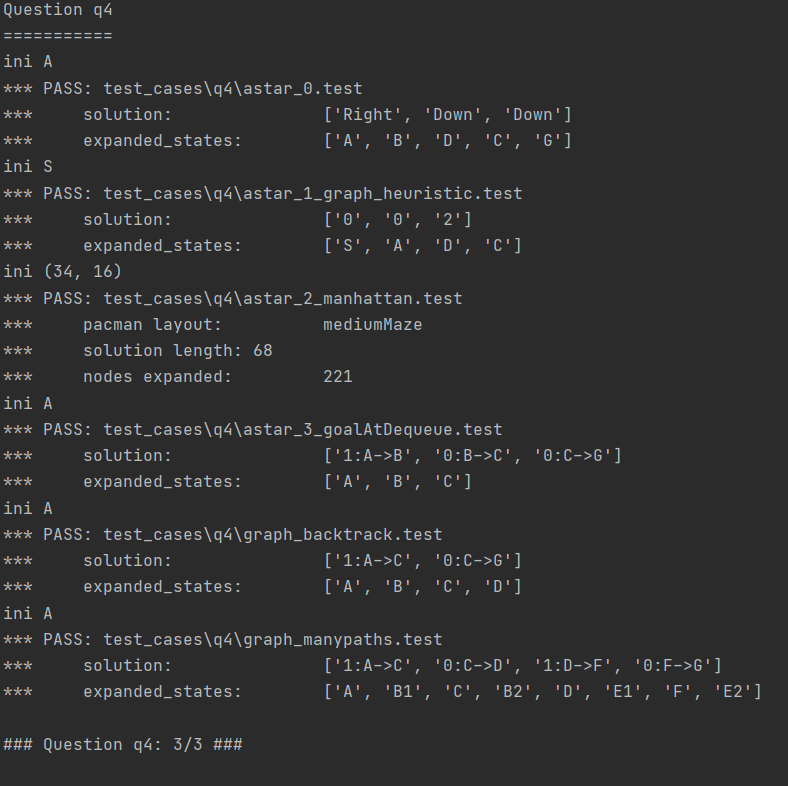 Question q4
===========
ini A
*** PASS: test_cases\q4\astar_0.test
***     solution:               ['Right', 'Down', 'Down']
***     expanded_states:        ['A', 'B', 'D', 'C', 'G']
ini S
*** PASS: test_cases\q4\astar_1_graph_heuristic.test
***     solution:               ['0', '0', '2']
***     expanded_states:        ['S', 'A', 'D', 'C']
ini (34, 16)
*** PASS: test_cases\q4\astar_2_manhattan.test
***     pacman layout:          mediumMaze
***     solution length: 68
***     nodes expanded:         221
ini A
*** PASS: test_cases\q4\astar_3_goalAtDequeue.test
***     solution:               ['1:A->B', '0:B->C', '0:C->G']
***     expanded_states:        ['A', 'B', 'C']
ini A
*** PASS: test_cases\q4\graph_backtrack.test
***     solution:               ['1:A->C', '0:C->G']
***     expanded_states:        ['A', 'B', 'C', 'D']
ini A
*** PASS: test_cases\q4\graph_manypaths.test
***     solution:               ['1:A->C', '0:C->D', '1:D->F', '0:F->G']
***     expanded_states:        ['A', 'B1', 'C', 'B2', 'D', 'E1', 'F', 'E2']
### Question q4: 3/3 ###